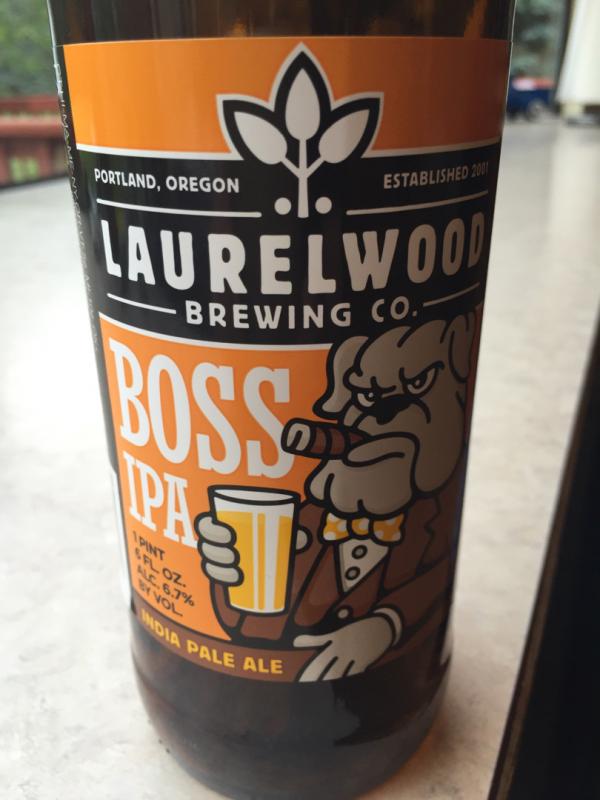 PORTLAND, OREGON
ESTABLISHED 2001
LAURELWOOD
BREWING CO.
BOSS
IPA
1 PINT
6 FL. OZ.
ALC. 6.7%
BY VOL.
INDIA PALE ALE